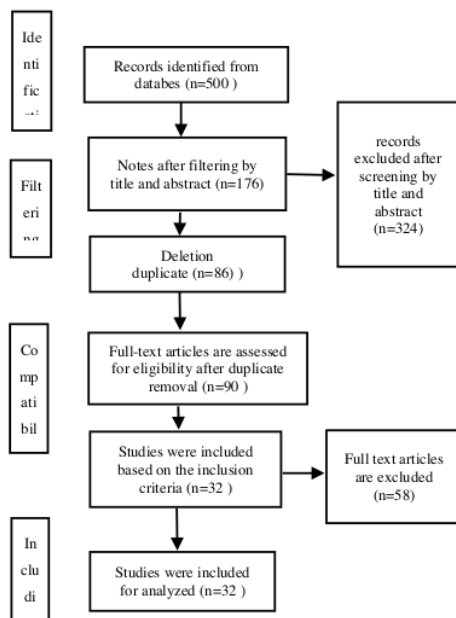 Ide
nti
fic
Records identified from
databes (n=500 )
Notes after filtering by
title and abstract (n=176)
records
excluded after
screening by
title and
abstract
(n=324)
Filt
eri
Deletion
duplicate (n=86) )
Co
mp
ati
bil
Full-text articles are assessed
for eligibility after duplicate
removal (n=90 )
Studies were included
based on the inclusion
criteria (n=32 )
Full text articles
are excluded
(n=58)
In
clu
di
Studies were included
for analyzed (n=32 )